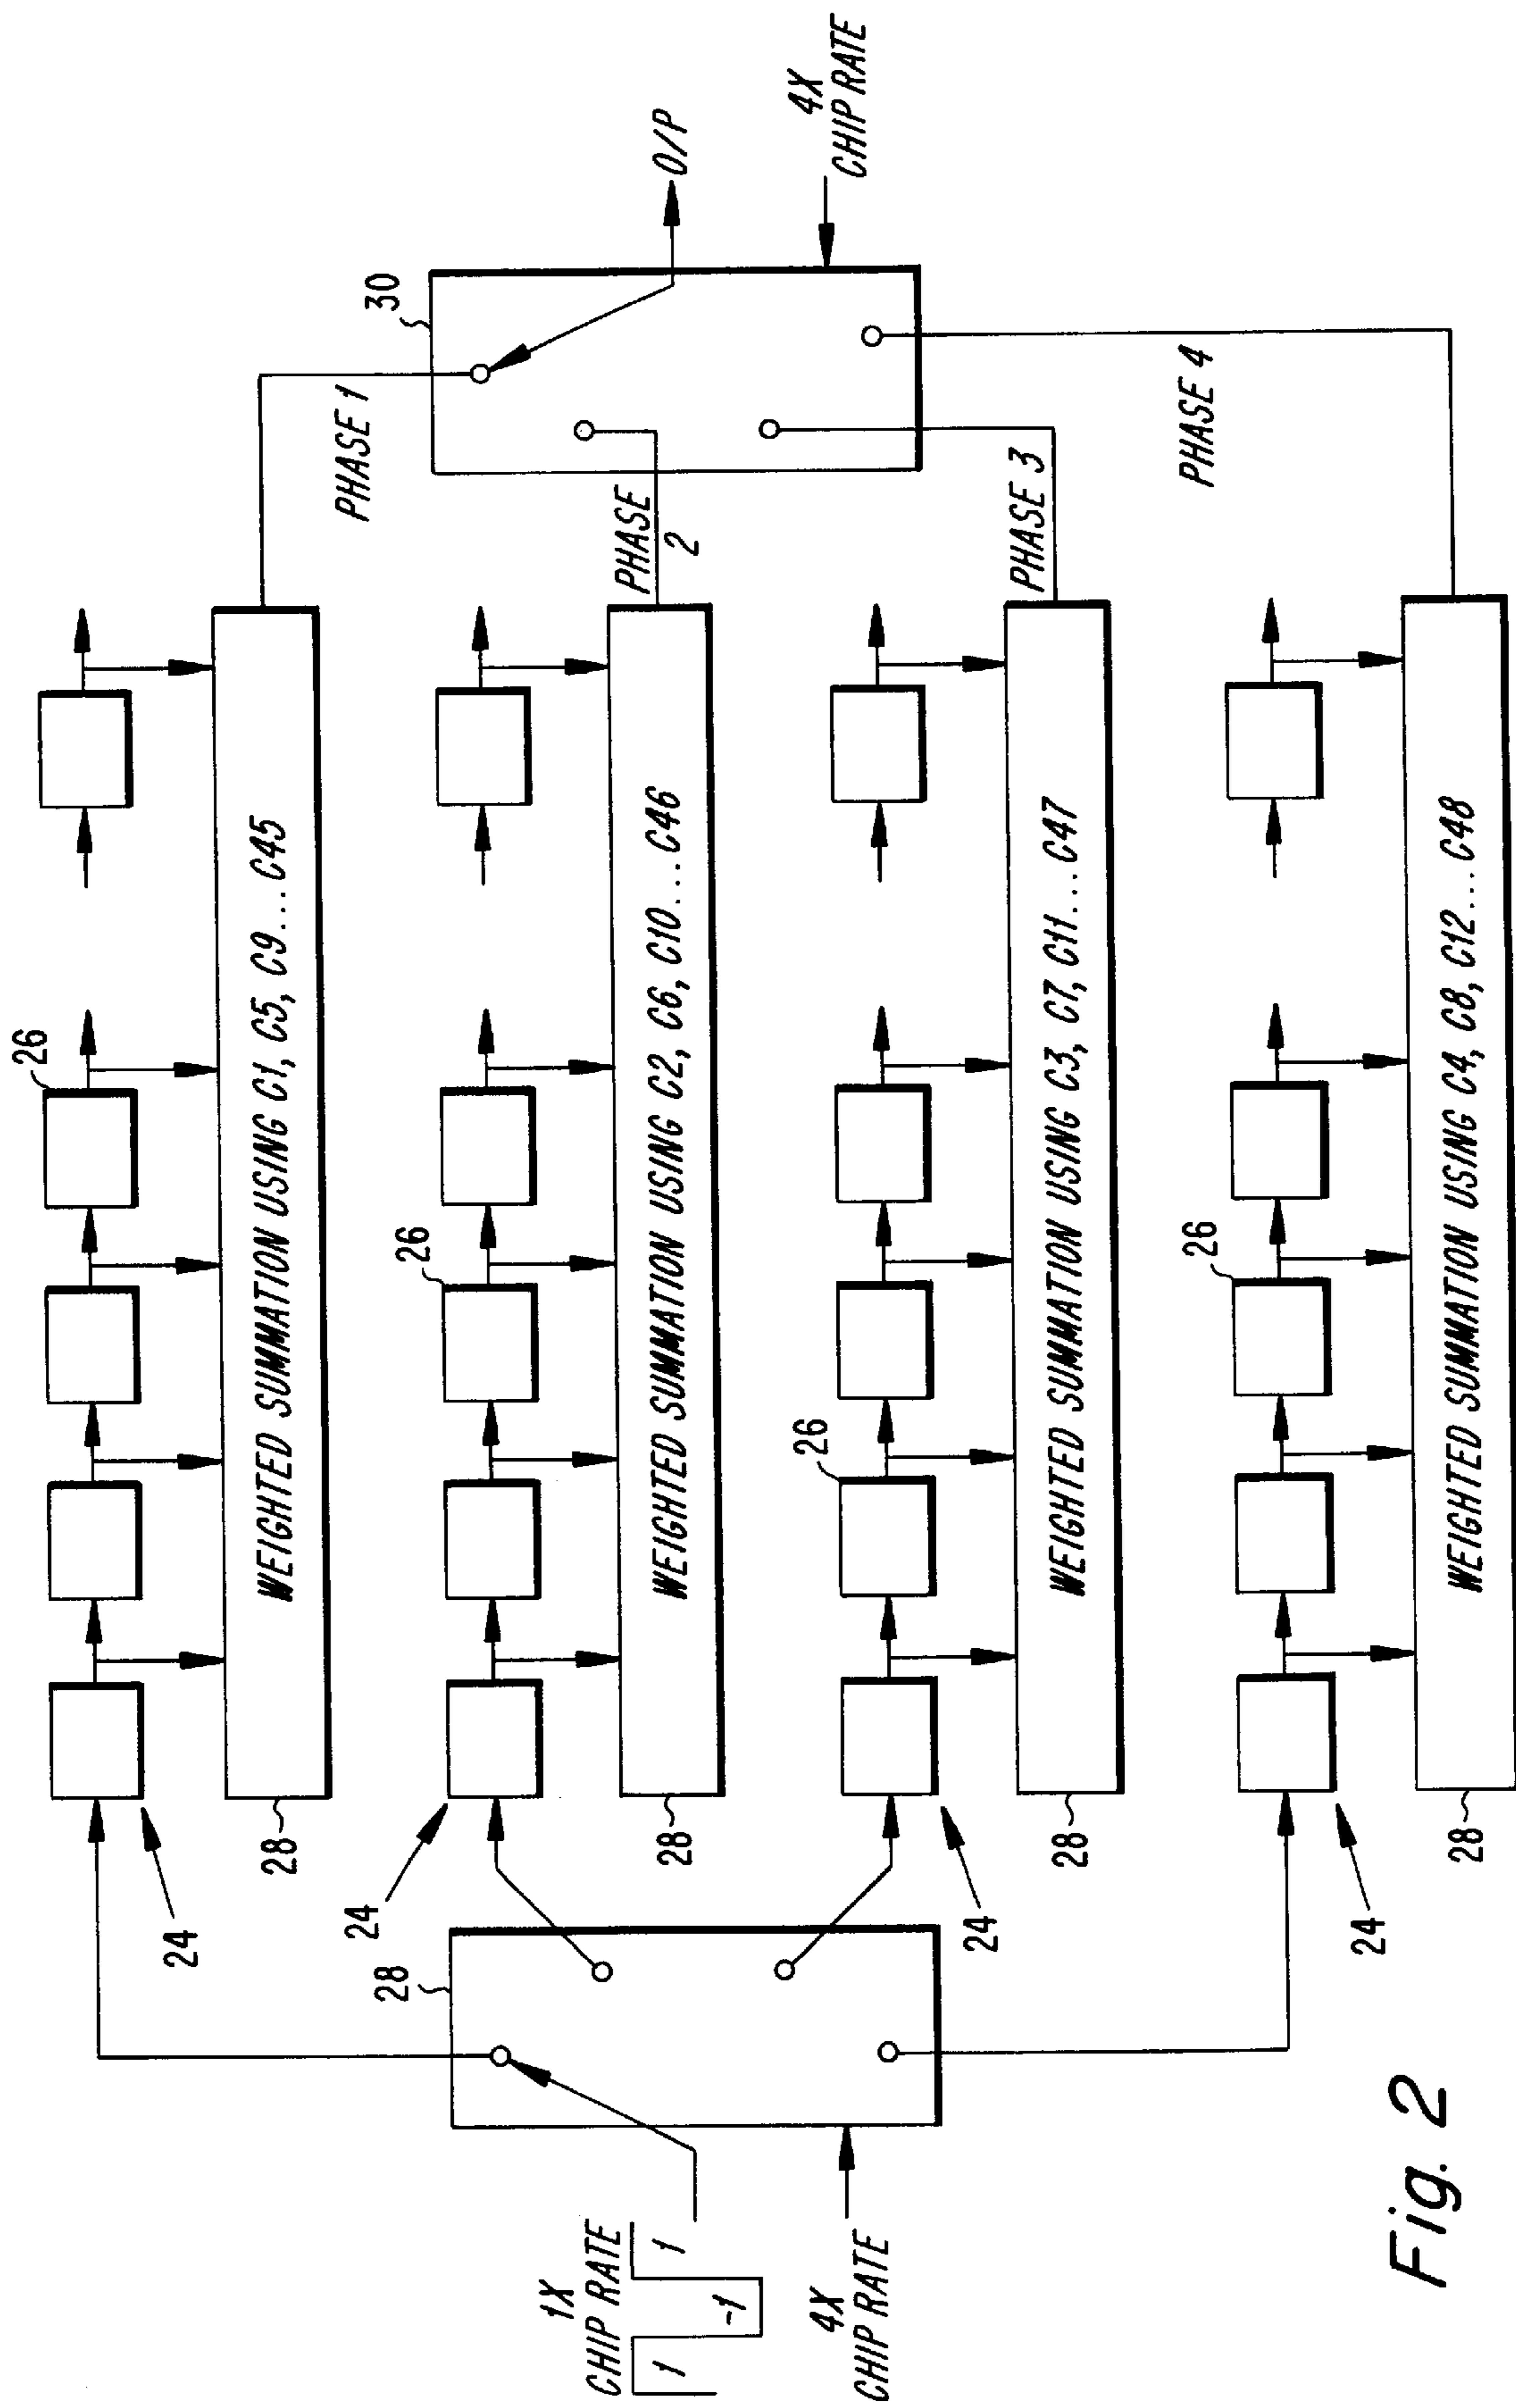 1X
CHIP RATE
1
-1
1
4X
CHIP RATE
28
24
24
24
24
26
28
WEIGHTED SUMMATION USING C1, C5, C9...C45
PHASE 1
26
28
WEIGHTED SUMMATION USING C2, C6, C10...C46
PHASE
2
26
28
WEIGHTED SUMMATION USING C3, C7, C11...C47
PHASE 3
26
28
WEIGHTED SUMMATION USING C4, C8, C12...C48
PHASE 4
30
O/P
4X
CHIP RATE
Fig. 2